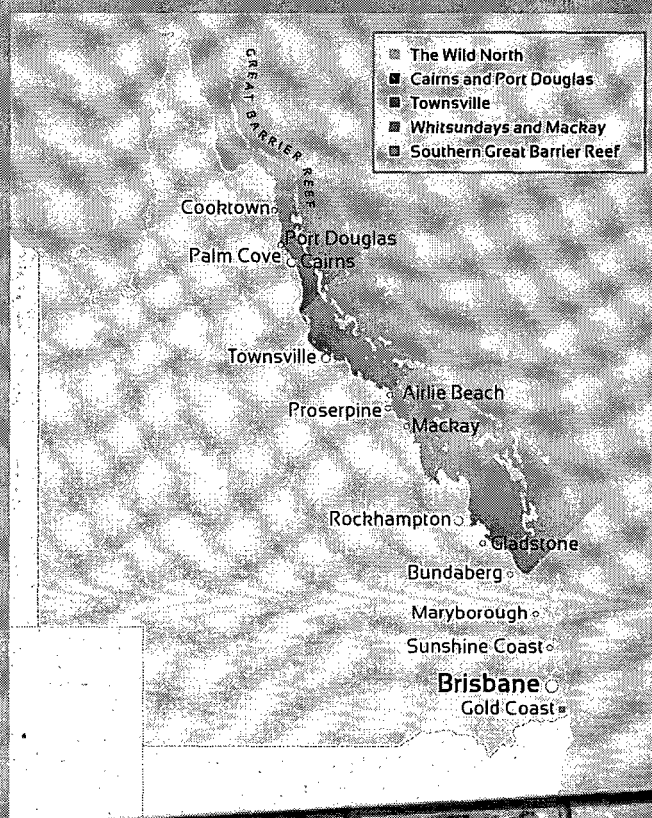 The Wild North
Cairns and Port Douglas
Townsville
Whitsundays and Mackay
Southern Great Barrier Reef
GREAT BARRIER REEF
Cooktown
Port Douglas
Palm Cove
Cairns
Townsville
Airlie Beach
Proserpine
Mackay
Rockhampton
Gladstone
Bundaberg
Maryborough
Sunshine Coast
Brisbane
Gold Coast